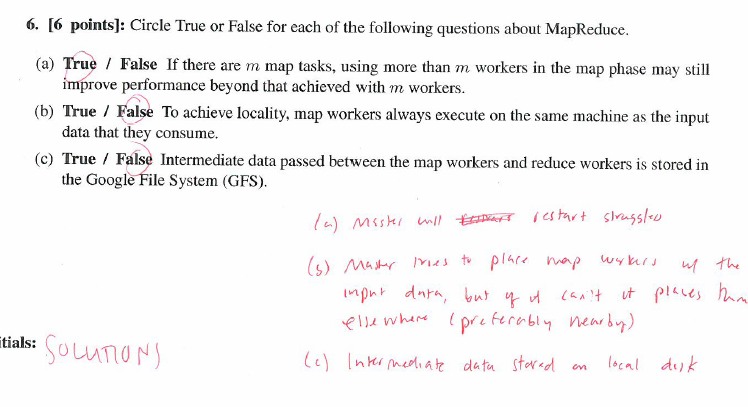 6. [6 points]: Circle True or False for each of the following questions about MapReduce.
(a) True / False If there are m map tasks, using more than m workers in the map phase may still
improve performance beyond that achieved with m workers.
(b) True / False To achieve locality, map workers always execute on the same machine as the input
data that they consume.
(c) True / False Intermediate data passed between the map workers and reduce workers is stored in
the Google File System (GFS).
(a) Master will restart
(b) Master tries to place map workers w/ the
input data, but if it can't it places them
elsewhere (preferably nearby)
itials: SOLUTIONS
(c) Intermediate data stored on local disk